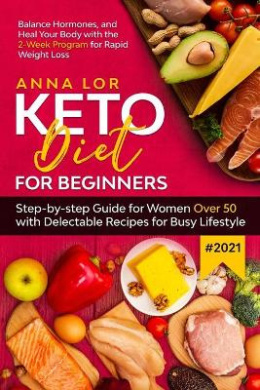 Balance Hormones, and
Heal Your Body with the
2-Week Program for Rapid
Weight Loss
ANNA LOR
KETO
Diet
FOR BEGINNERS
Step-by-step Guide for Women Over 50
with Delectable Recipes for Busy Lifestyle
#2021